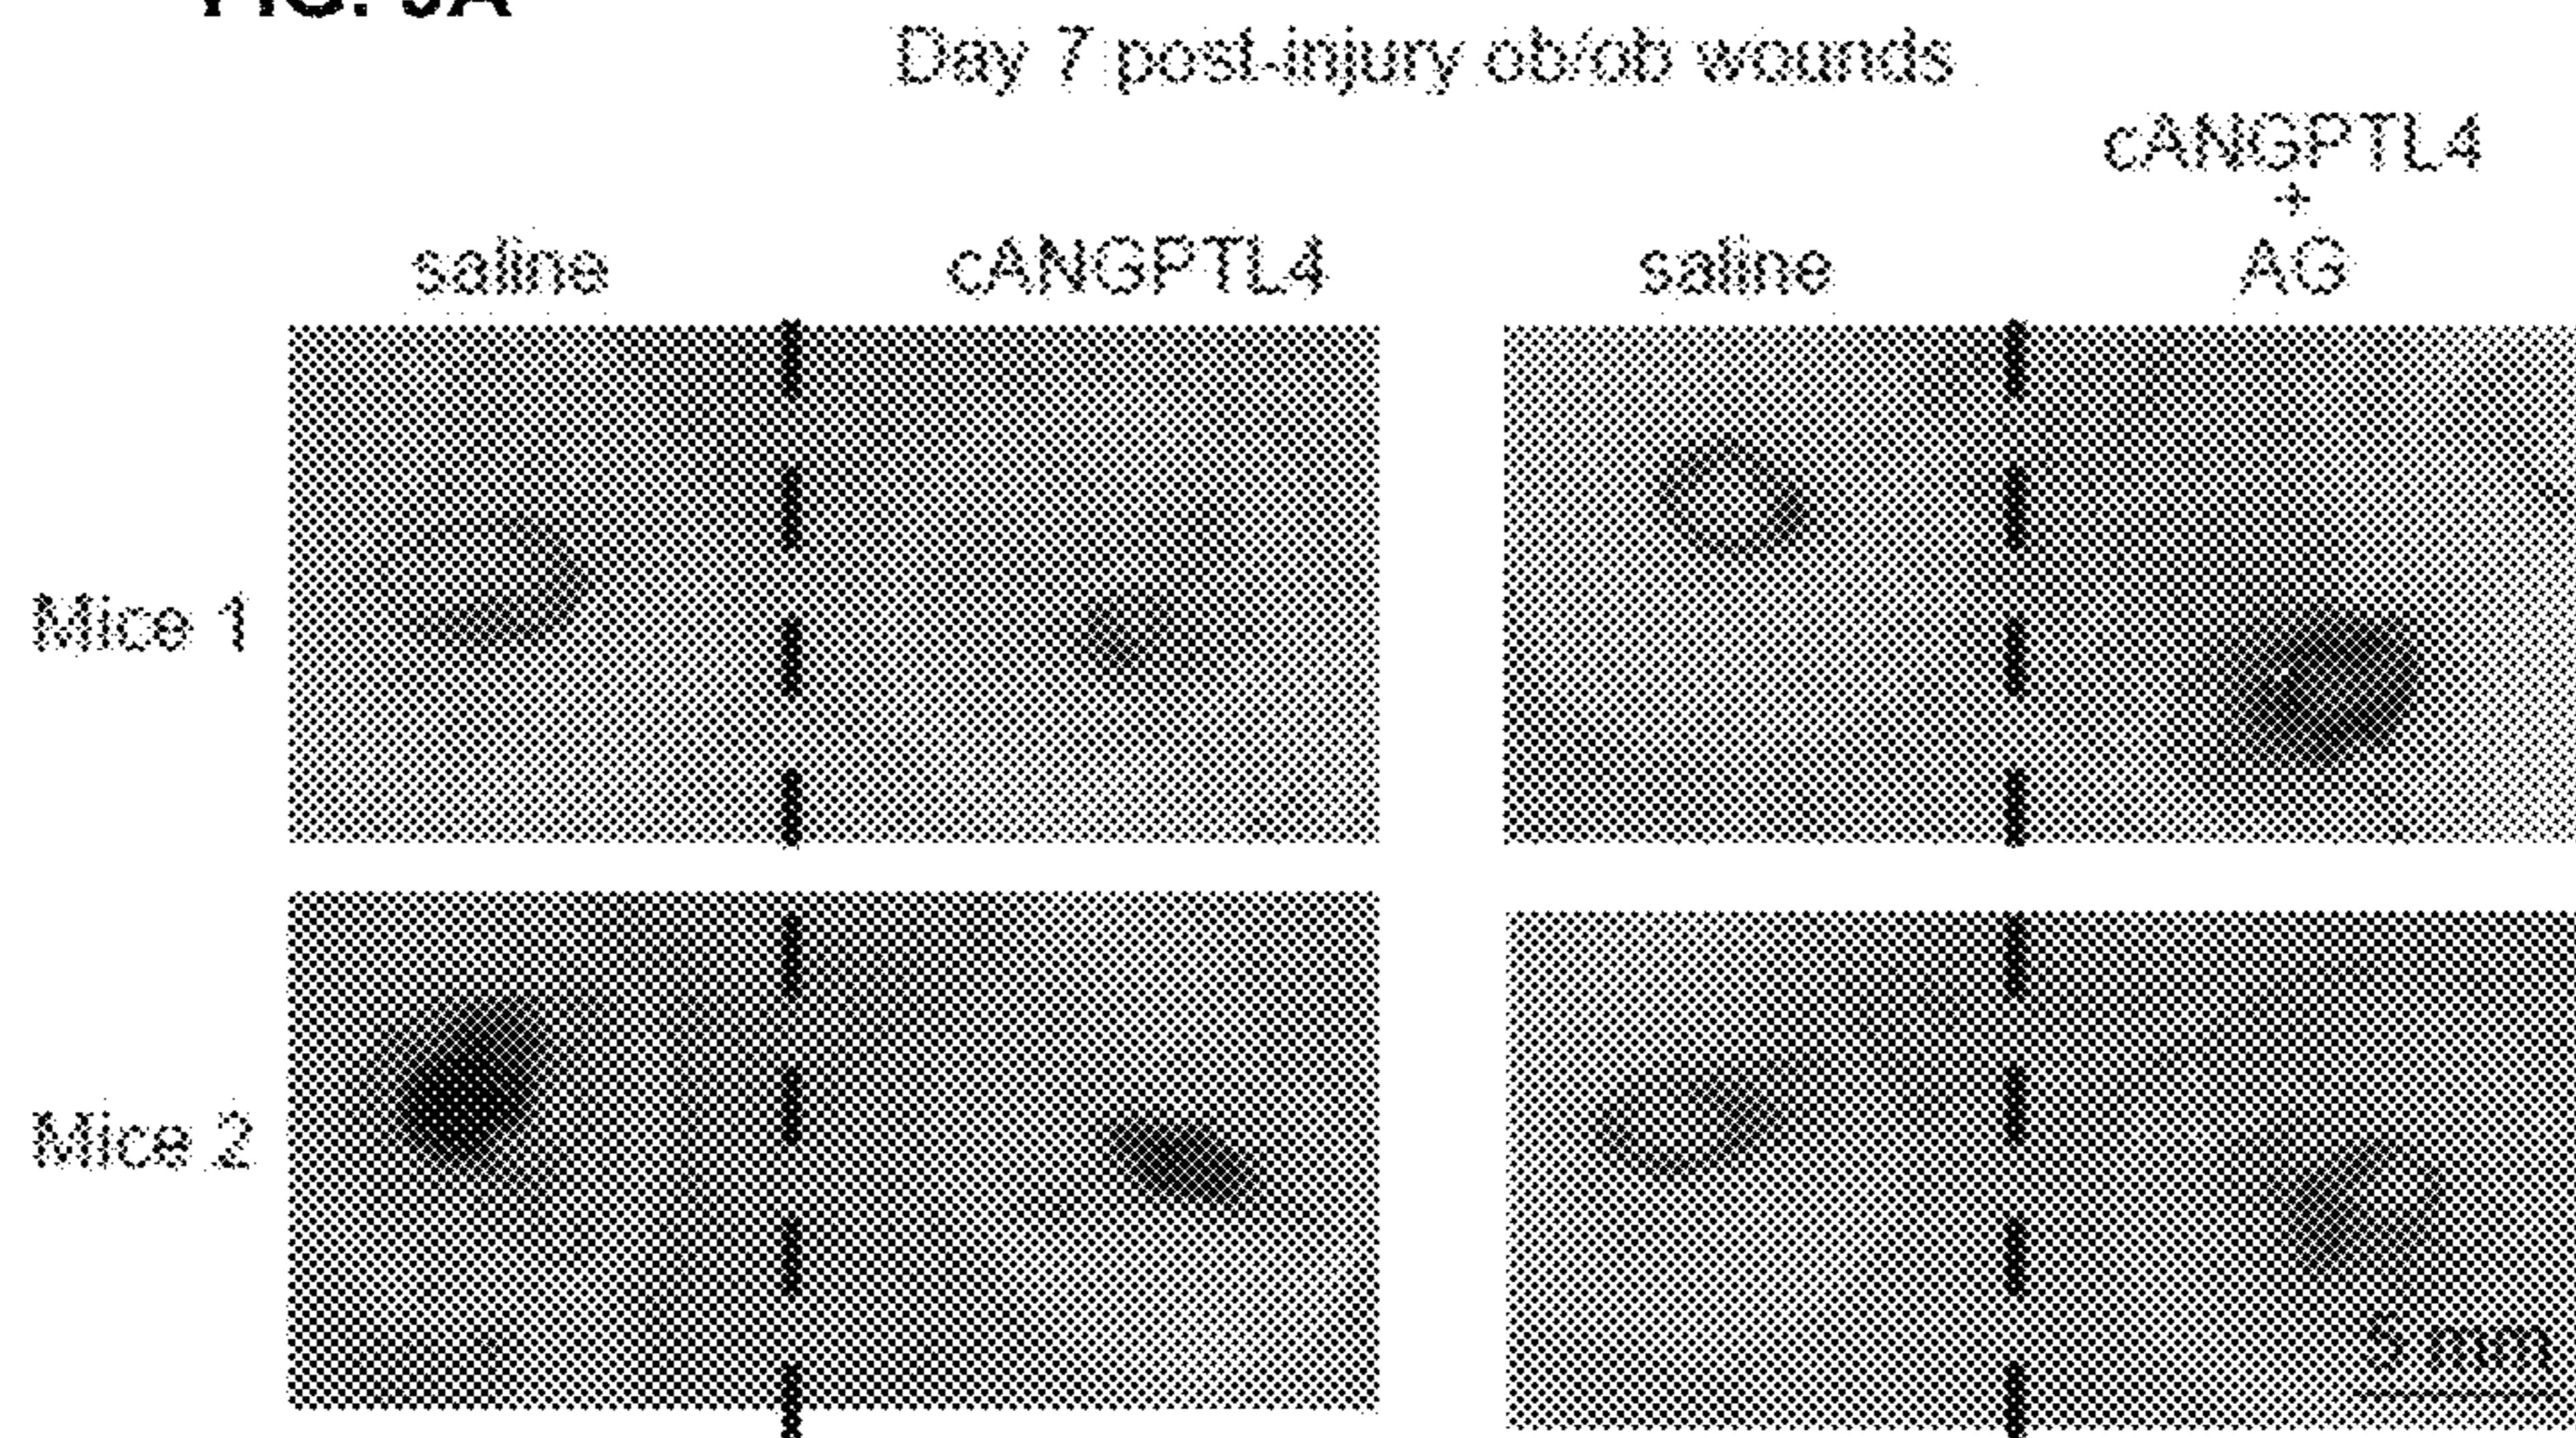 Day 7 post-injury ob/ob wounds
cANGPTL4
+
saline cANGPTL4 saline AG
Mice 1
Mice 2
5 mm